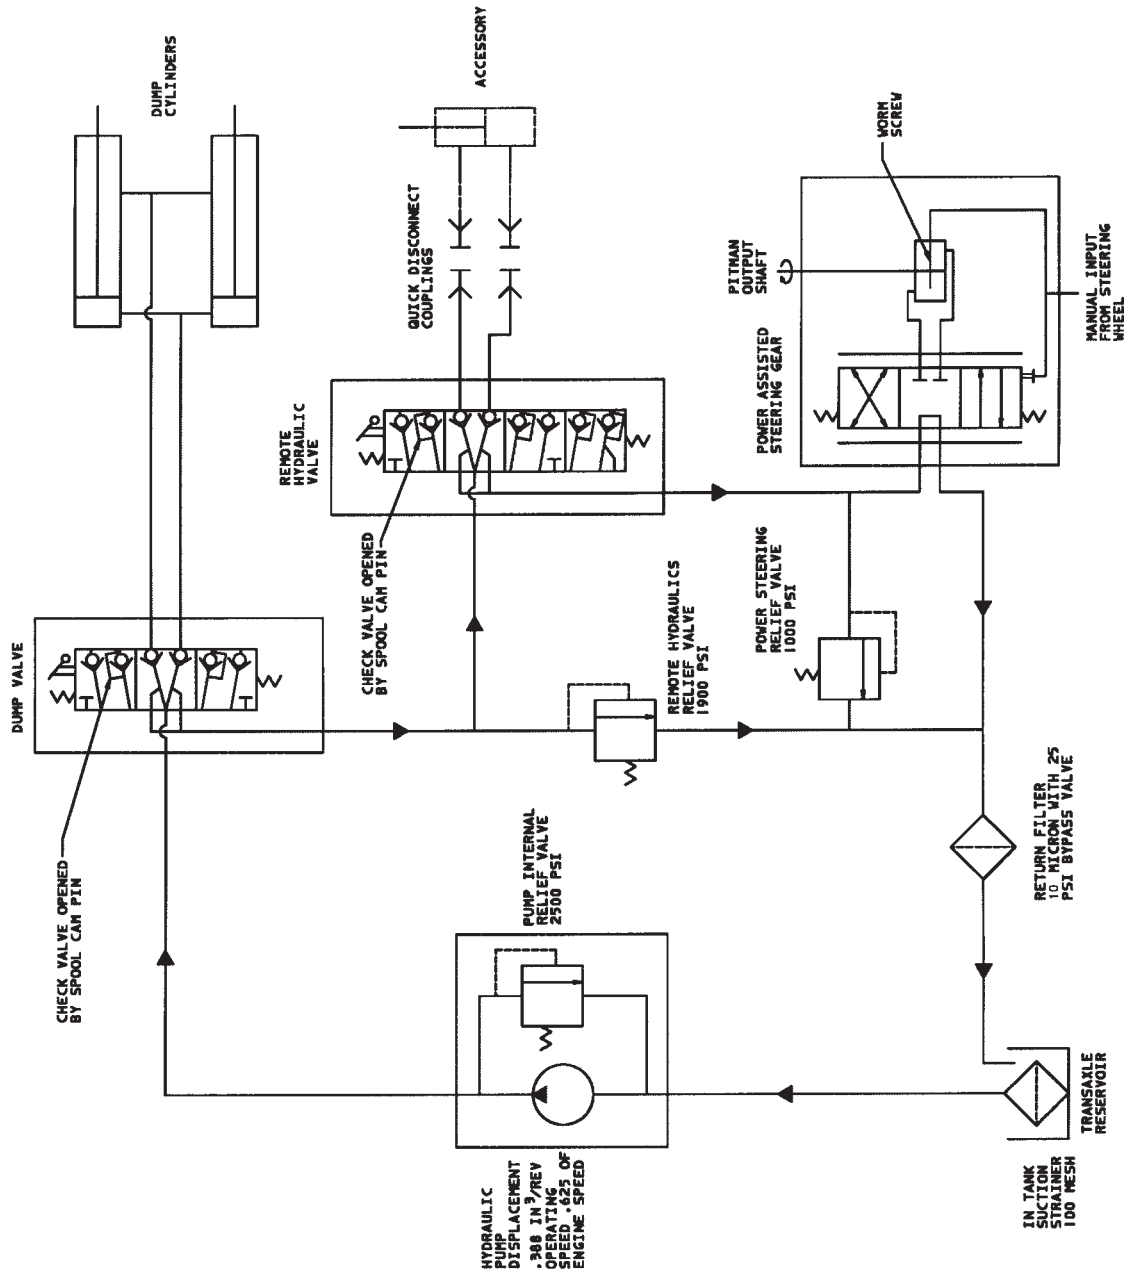 DUMP VALVE
CHECK VALVE OPENED
BY SPOOL CAM PIN
DUMP
CYLINDERS
REMOTE
HYDRAULIC
VALVE
CHECK VALVE OPENED
BY SPOOL CAM PIN
QUICK DISCONNECT
COUPLINGS
ACCESSORY
HYDRAULIC
PUMP
DISPLACEMENT
.388 IN³/REV
OPERATING
SPEED .625 OF
ENGINE SPEED
PUMP INTERNAL
RELIEF VALVE
2500 PSI
REMOTE HYDRAULICS
RELIEF VALVE
1900 PSI
POWER STEERING
RELIEF VALVE
1000 PSI
POWER ASSISTED
STEERING GEAR
PITMAN
OUTPUT
SHAFT
WORM
SCREW
IN TANK
SUCTION
STRAINER
100 MESH
TRANSAXLE
RESERVOIR
RETURN FILTER
10 MICRON WITH 25
PSI BYPASS VALVE
MANUAL INPUT
FROM STEERING
WHEEL